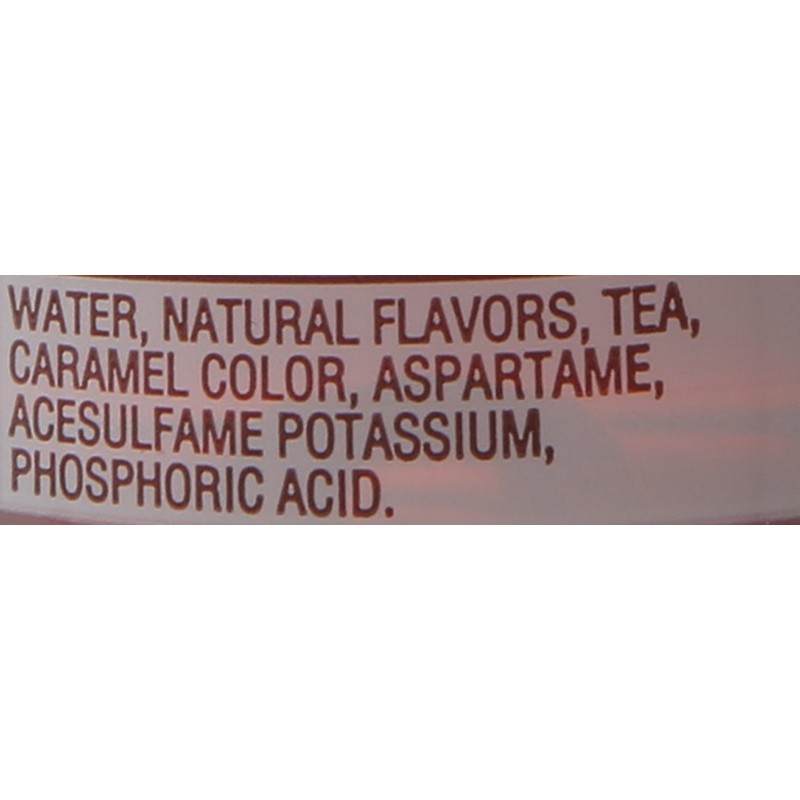 WATER, NATURAL FLAVORS, TEA,
CARAMEL COLOR, ASPARTAME,
ACESULFAME POTASSIUM,
PHOSPHORIC ACID.